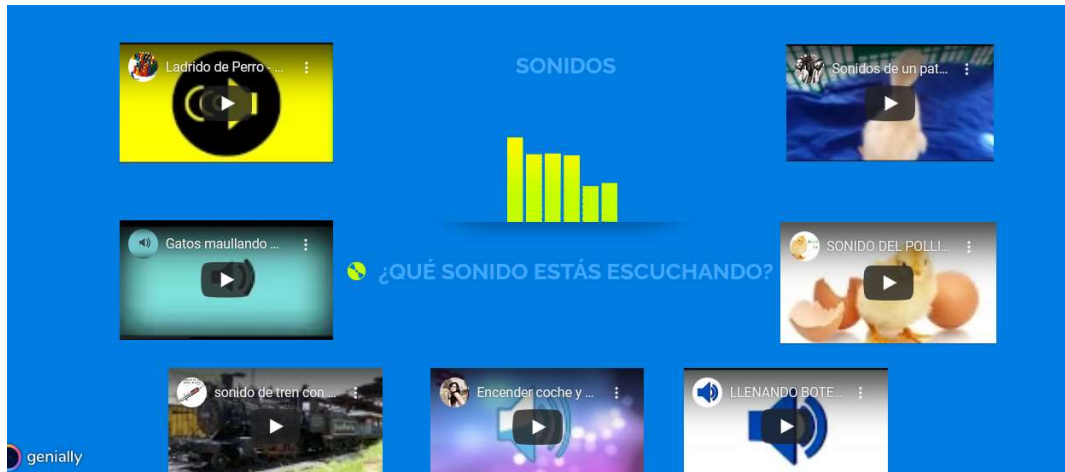 Ladrido de Perro - ...
SONIDOS
Sonidos de un pat...
Gatos maullando ...
¿QUÉ SONIDO ESTÁS ESCUCHANDO?
SONIDO DEL POLLI...
sonido de tren con ...
Encender coche y ...
LLENANDO BOTE...
genially